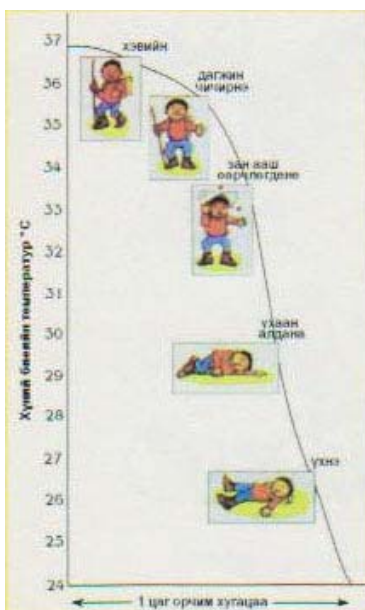 Хүний биеийн температур °C
37
36
35
34
33
32
31
30
29
28
27
26
25
24
хэвийн
дагжин
чичирнэ
зан ааш
өөрчлөгдөнө
ухаан
алдана
үхнэ
1 цаг орчим хугацаа